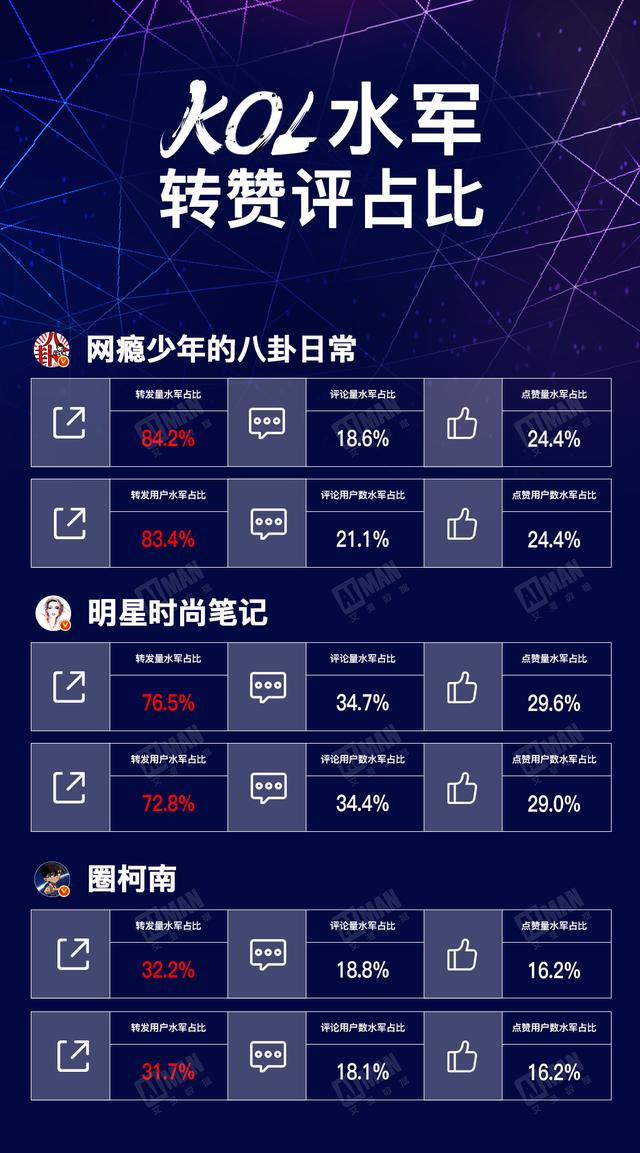 KOL水军
转赞评占比
网瘾少年的八卦日常
转发量水军占比 评论量水军占比 点赞量水军占比
84.2% 18.6% 24.4%
转发用户水军占比 评论用户数水军占比 点赞用户数水军占比
83.4% 21.1% 24.4%
明星时尚笔记
转发量水军占比 评论量水军占比 点赞量水军占比
76.5% 34.7% 29.6%
转发用户水军占比 评论用户数水军占比 点赞用户数水军占比
72.8% 34.4% 29.0%
圈柯南
转发量水军占比 评论量水军占比 点赞量水军占比
32.2% 18.8% 16.2%
转发用户水军占比 评论用户数水军占比 点赞用户数水军占比
31.7% 18.1% 16.2%
AIMAN
艾漫数据